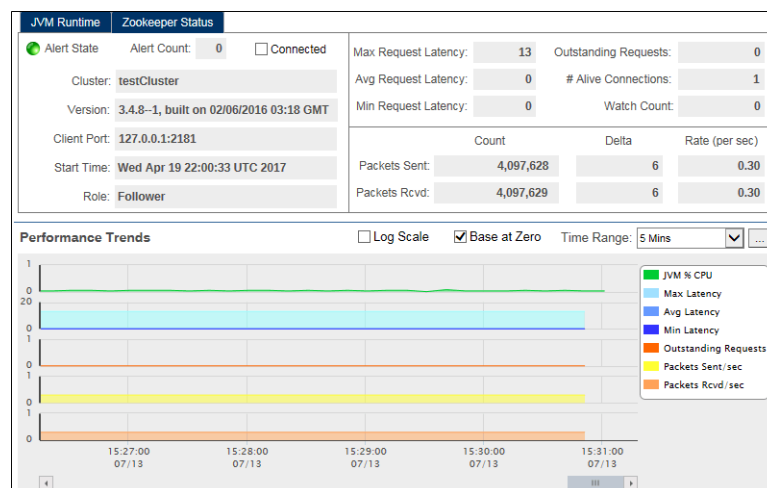 JVM Runtime Zookeeper Status
Alert State Alert Count: 0 Connected
Cluster: testCluster
Version: 3.4.8--1, built on 02/06/2016 03:18 GMT
Client Port: 127.0.0.1:2181
Start Time: Wed Apr 19 22:00:33 UTC 2017
Role: Follower
Max Request Latency: 13 Outstanding Requests: 0
Avg Request Latency: 0 # Alive Connections: 1
Min Request Latency: 0 Watch Count: 0
Count Delta Rate (per sec)
Packets Sent: 4,097,628 6 0.30
Packets Rcvd: 4,097,629 6 0.30
Performance Trends Log Scale Base at Zero Time Range: 5 Mins ...
1
0
20
0
1
0
1
0
1
0
15:27:00 15:28:00 15:29:00 15:30:00 15:31:00
07/13 07/13 07/13 07/13 07/13
JVM % CPU
Max Latency
Avg Latency
Min Latency
Outstanding Requests
Packets Sent/sec
Packets Rcvd/sec